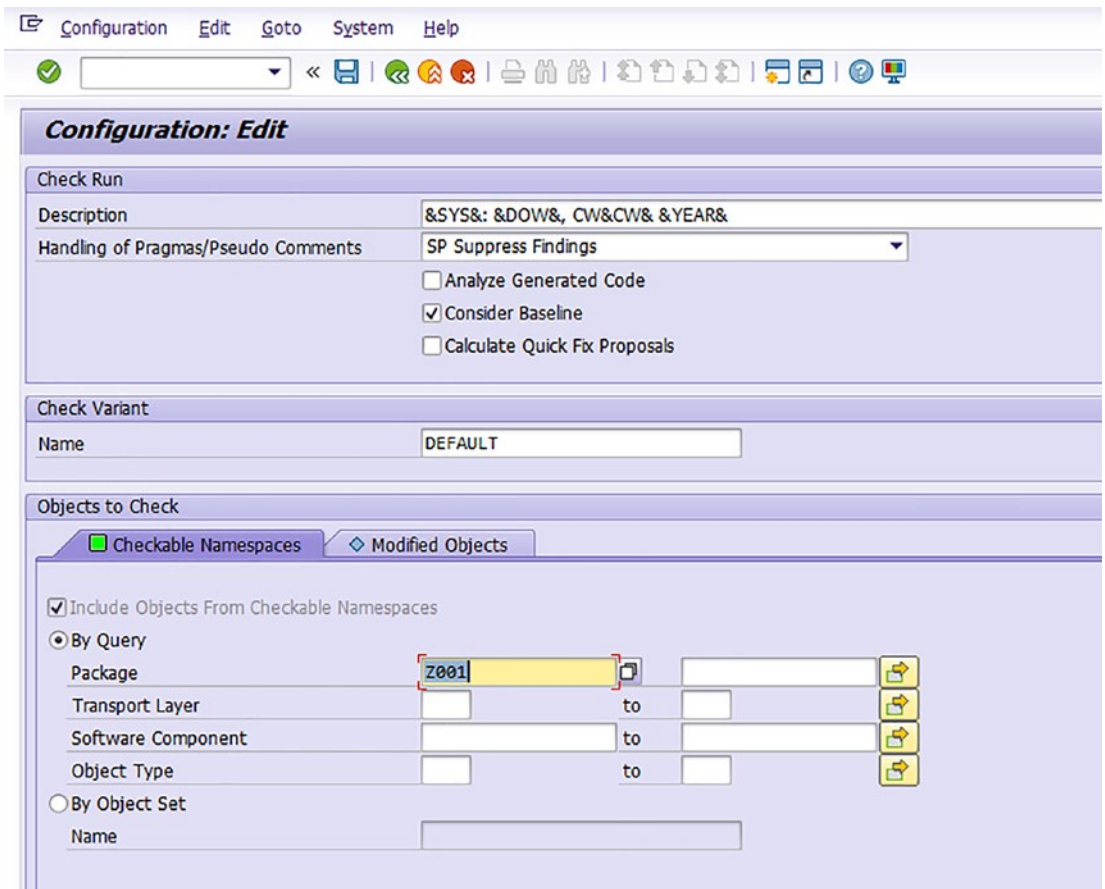 Configuration Edit Goto System Help
Configuration: Edit
Check Run
Description &SYS&: &DOW&, CW&CW& &YEAR&
Handling of Pragmas/Pseudo Comments SP Suppress Findings
Analyze Generated Code
Consider Baseline
Calculate Quick Fix Proposals
Check Variant
Name DEFAULT
Objects to Check
Checkable Namespaces Modified Objects
Include Objects From Checkable Namespaces
By Query
Package Z001
Transport Layer to
Software Component to
Object Type to
By Object Set
Name